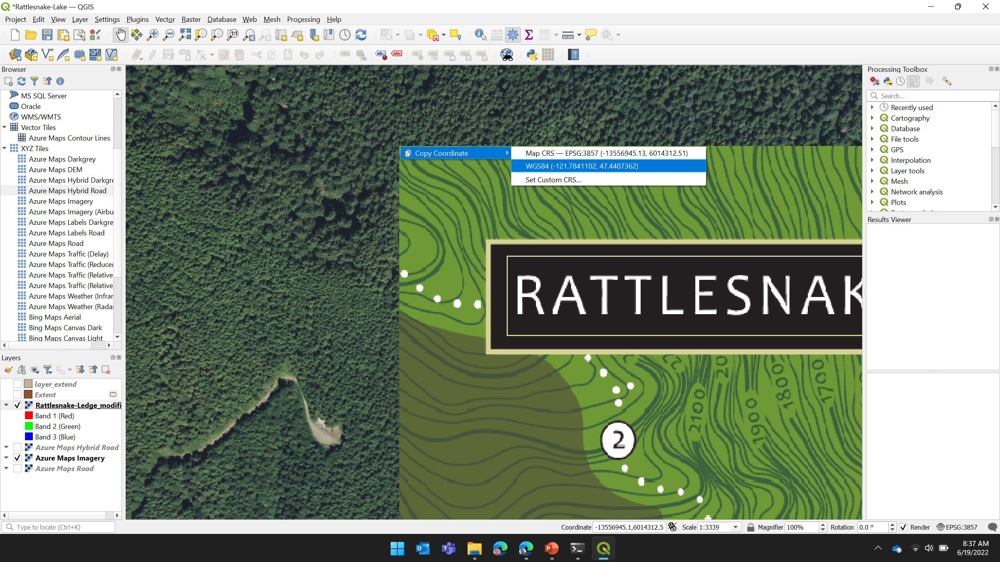 *Rattlesnake-Lake — QGIS
Project Edit View Layer Settings Plugins Vector Raster Database Web Mesh Processing Help
Browser
MS SQL Server
Oracle
WMS/WMTS
Vector Tiles
Azure Maps Contour Lines
XYZ Tiles
Azure Maps Darkgrey
Azure Maps DEM
Azure Maps Hybrid Darkgre
Azure Maps Hybrid Road
Azure Maps Imagery
Azure Maps Imagery (Airbu
Azure Maps Labels Darkgre
Azure Maps Labels Road
Azure Maps Road
Azure Maps Traffic (Delay)
Azure Maps Traffic (Reduced
Azure Maps Traffic (Relative
Azure Maps Traffic (Relative
Azure Maps Weather (Infrar
Azure Maps Weather (Radar
Bing Maps Aerial
Bing Maps Canvas Dark
Bing Maps Canvas Light
Layers
layer_extend
Extent
Rattlesnake-Ledge_modifi
Band 1 (Red)
Band 2 (Green)
Band 3 (Blue)
Azure Maps Hybrid Road
Azure Maps Imagery
Azure Maps Road
Type to locate (Ctrl+K)
Copy Coordinate
Map CRS — EPSG:3857 (-13556945.13, 6014312.51)
WGS84 (-121.7841102, 47.4407362)
Set Custom CRS...
RATTLESNAK
2
2100
1900
1800
1700
Processing Toolbox
Search...
Recently used
Cartography
Database
File tools
GPS
Interpolation
Layer tools
Mesh
Network analysis
Plots
Results Viewer
Coordinate -13556945.1,6014312.5 Scale 1:3339 Magnifier 100% Rotation 0.0 ° Render EPSG:3857
8:37 AM
6/19/2022